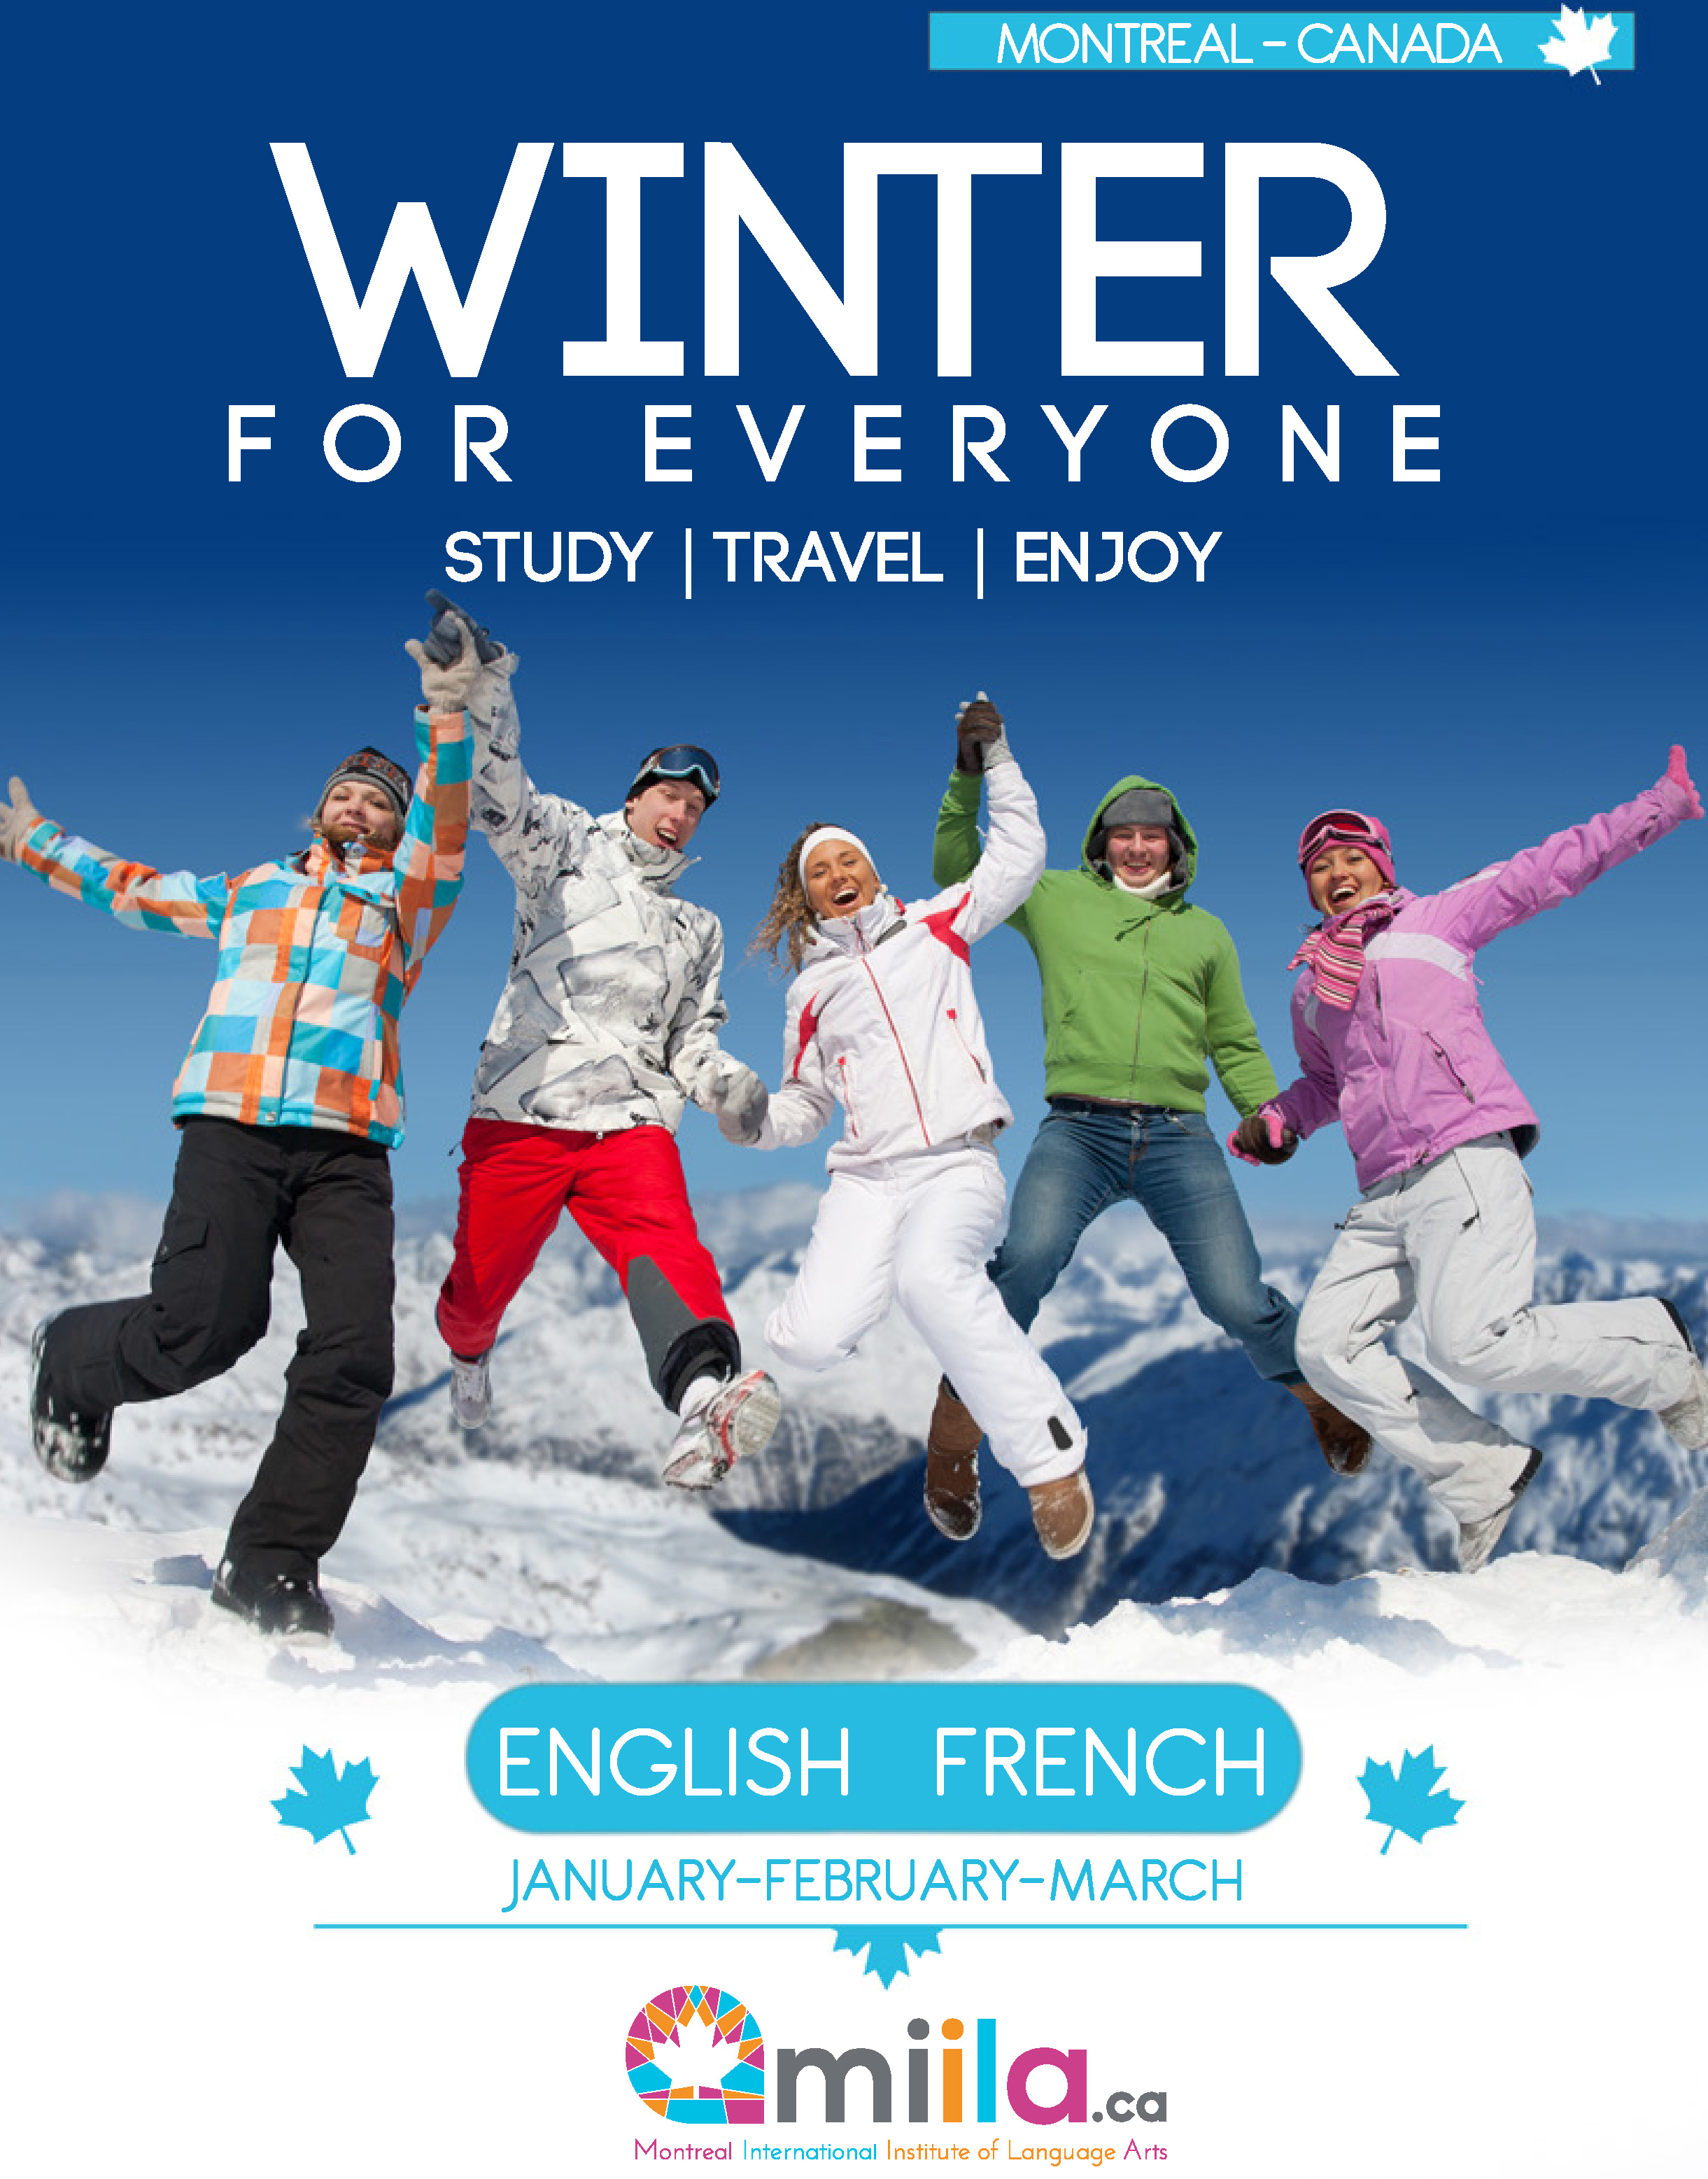 MONTREAL - CANADA
WINTER
FOR EVERYONE
STUDY | TRAVEL | ENJOY
ENGLISH FRENCH
JANUARY-FEBRUARY-MARCH
miila.ca
Montreal International Institute of Language Arts